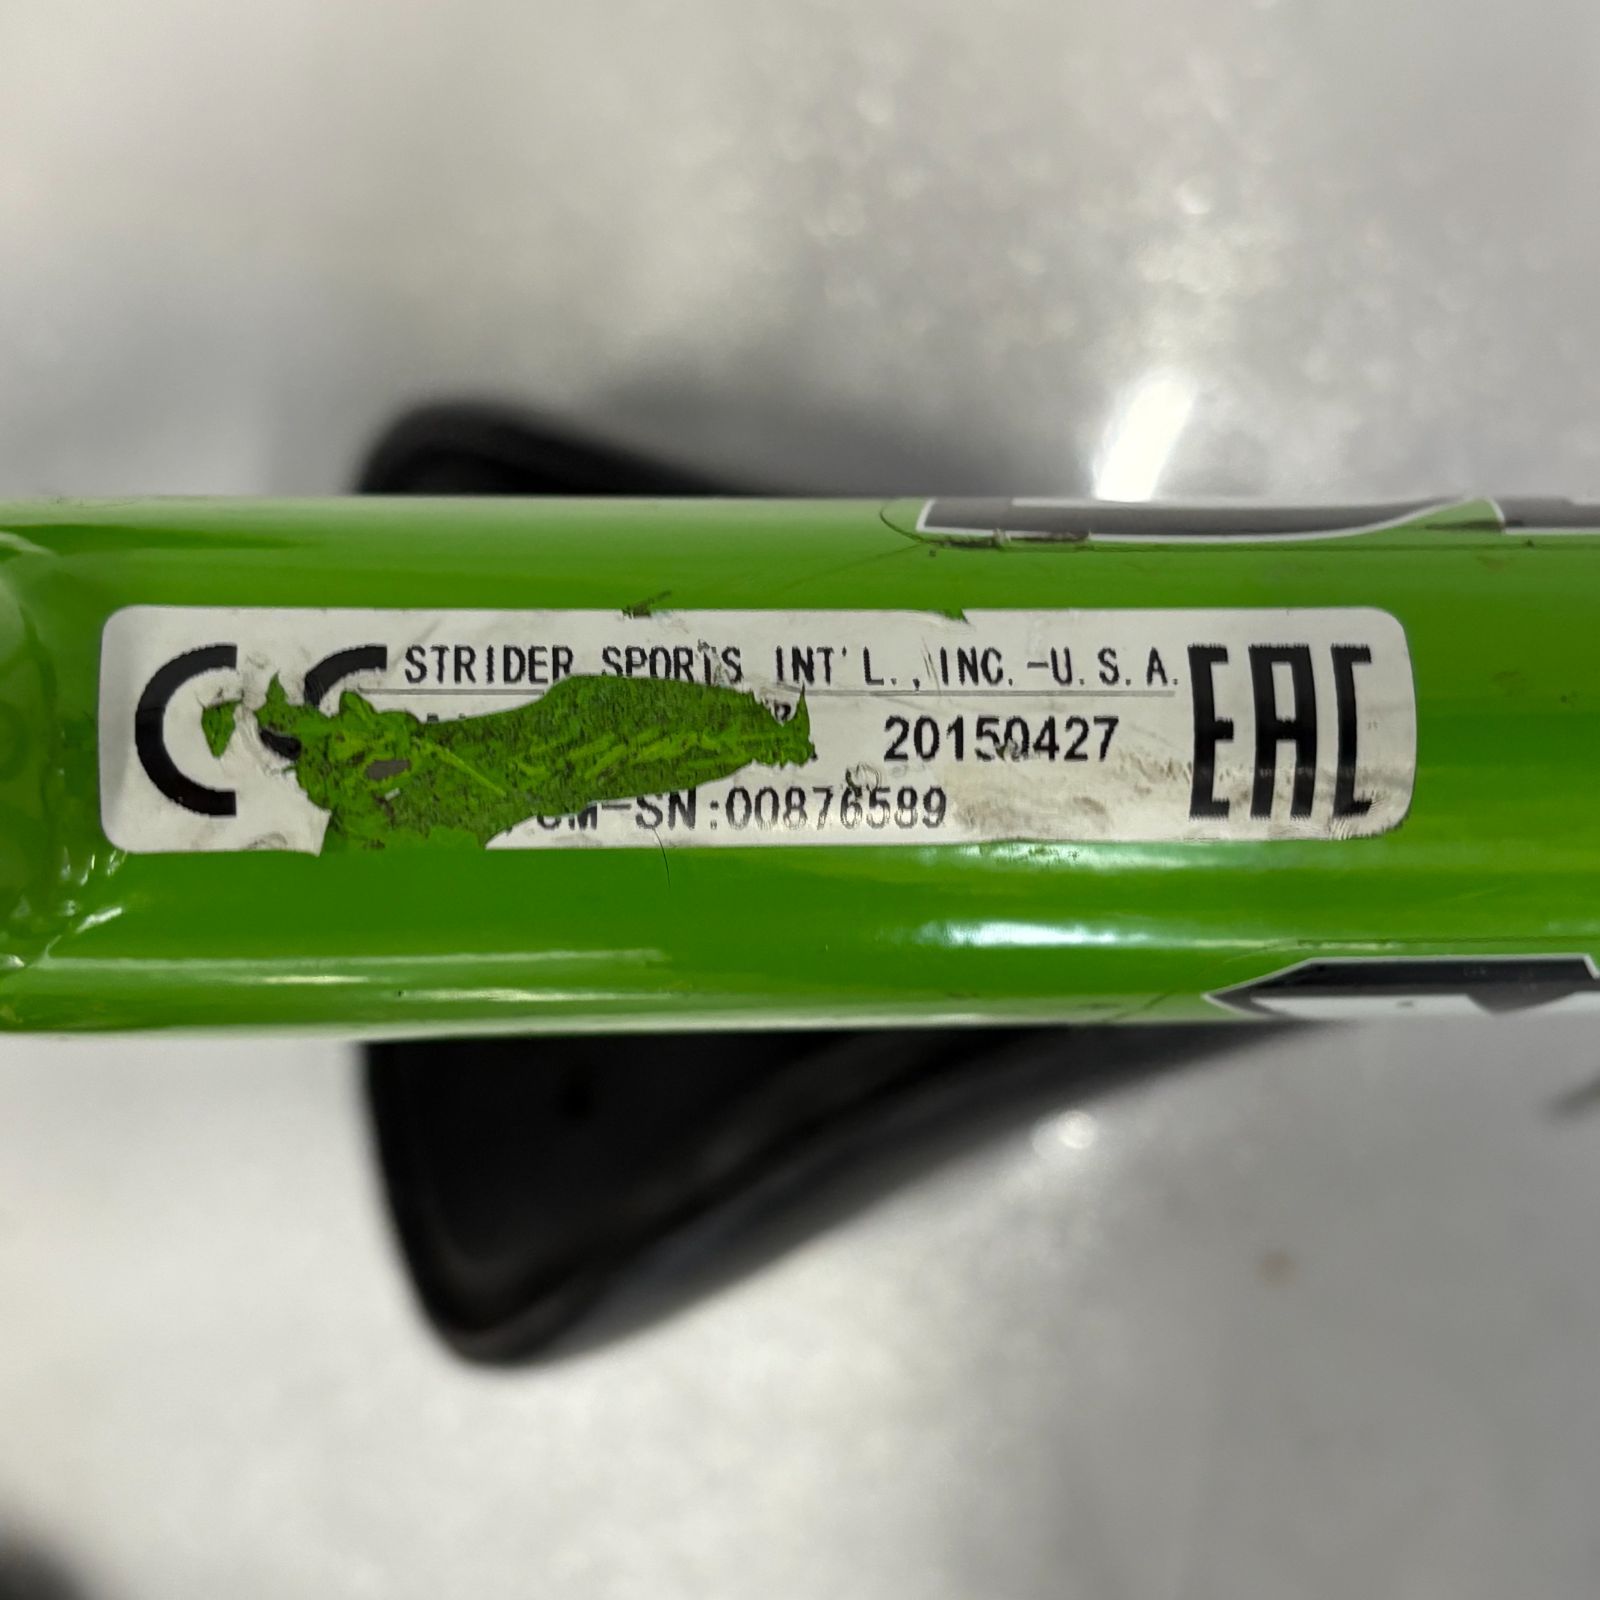 CE STRIDER SPORTS INT'L., INC.-U.S.A. EAC
20150427
-SN:00876589